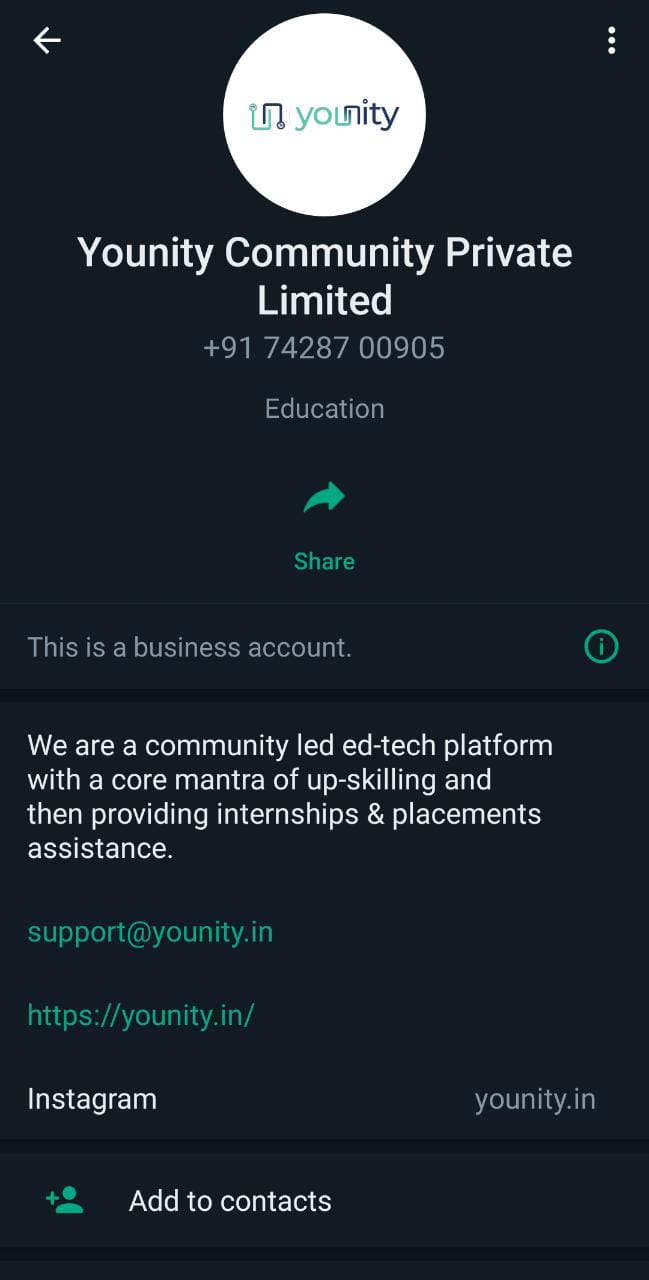 younity
Younity Community Private
Limited
+91 74287 00905
Education
Share
This is a business account.
We are a community led ed-tech platform
with a core mantra of up-skilling and
then providing internships & placements
assistance.
support@younity.in
https://younity.in/
Instagram younity.in
Add to contacts